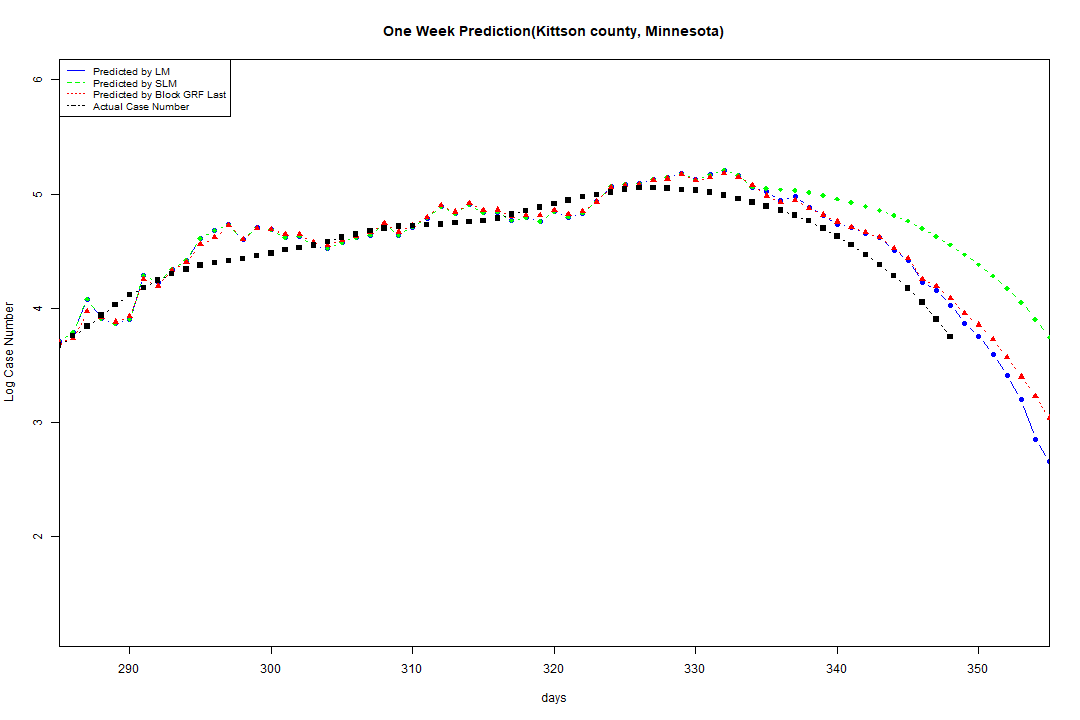 One Week Prediction(Kittson county, Minnesota)
Predicted by LM
Predicted by SLM
Predicted by Block GRF Last
Actual Case Number
Log Case Number
6
5
4
3
2
290 300 310 320 330 340 350
days